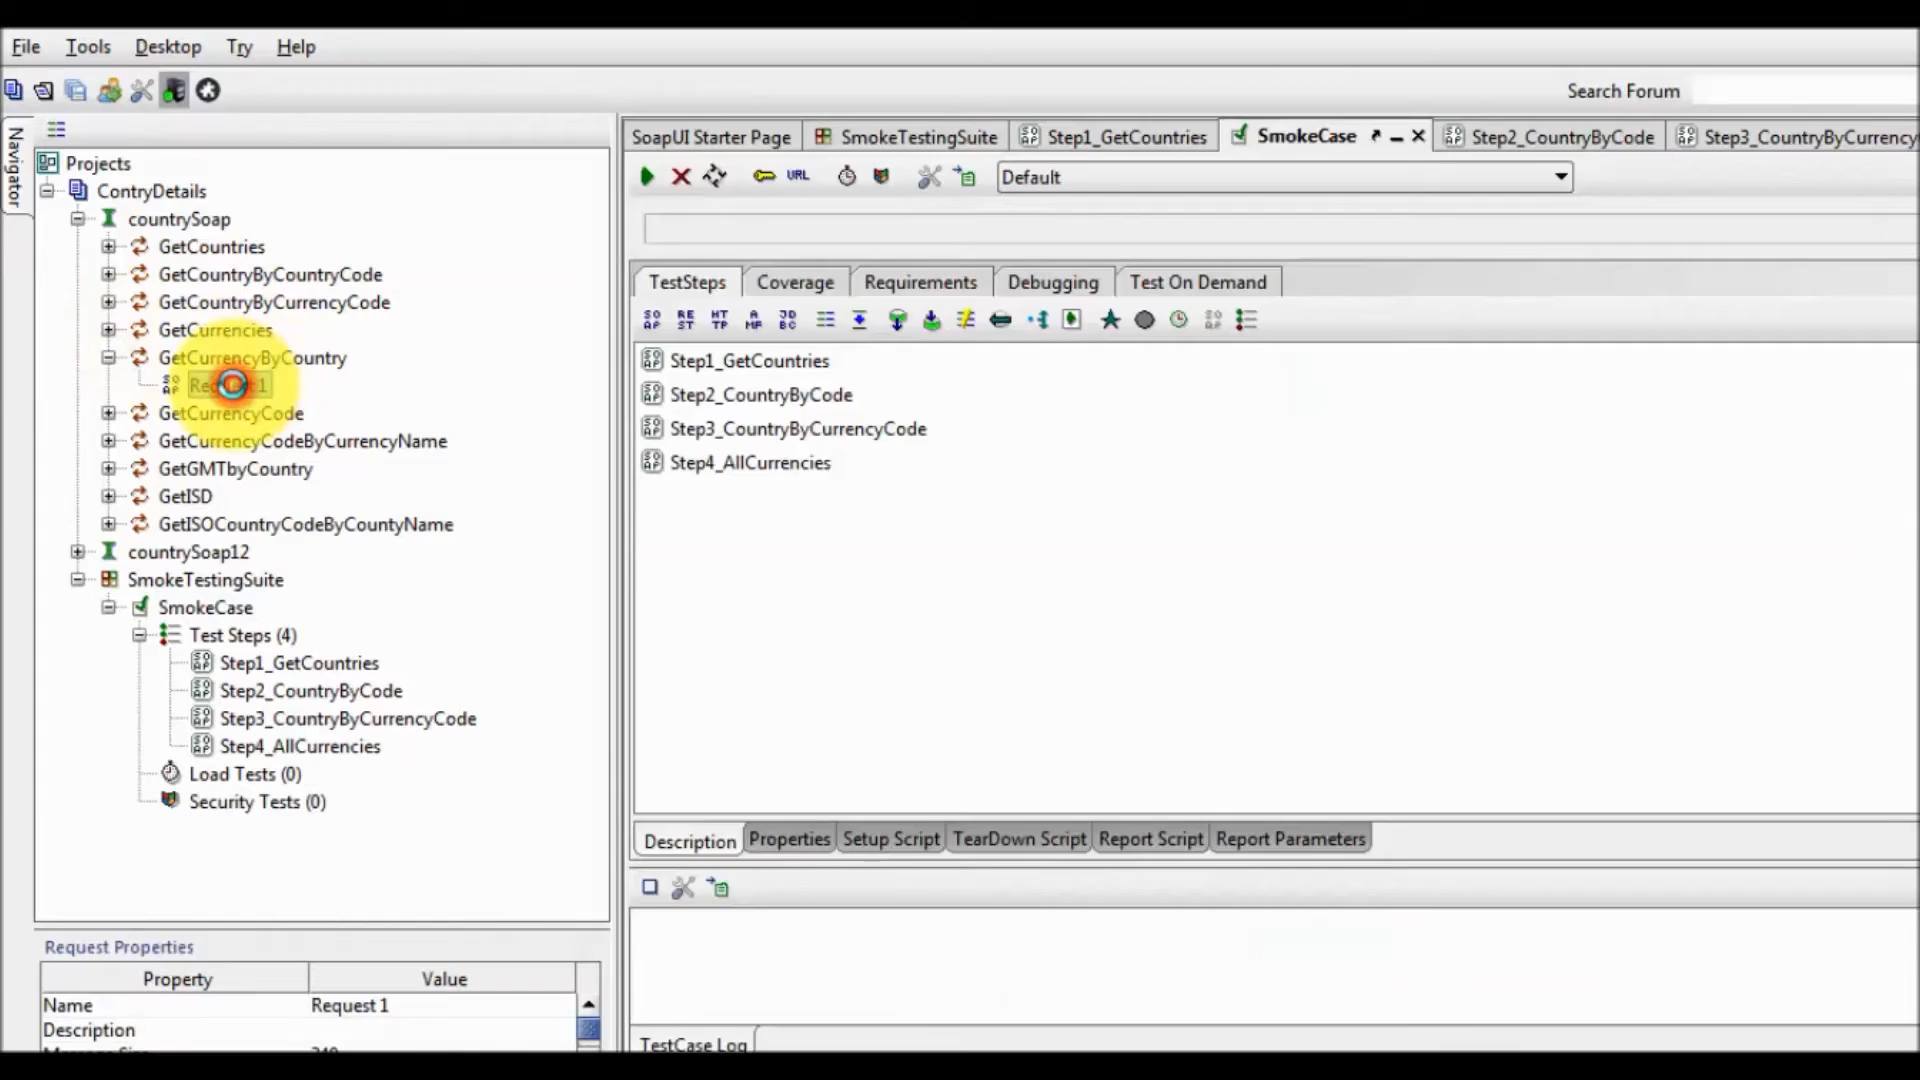 File Tools Desktop Try Help
Search Forum
Navigator
Projects
ContryDetails
countrySoap
GetCountries
GetCountryByCountryCode
GetCountryByCurrencyCode
GetCurrencies
GetCurrencyByCountry
Request 1
GetCurrencyCode
GetCurrencyCodeByCurrencyName
GetGMTbyCountry
GetISD
GetISOCountryCodeByCountyName
countrySoap12
SmokeTestingSuite
SmokeCase
Test Steps (4)
Step1_GetCountries
Step2_CountryByCode
Step3_CountryByCurrencyCode
Step4_AllCurrencies
Load Tests (0)
Security Tests (0)
Request Properties
Property Value
Name Request 1
Description
SoapUI Starter Page SmokeTestingSuite Step1_GetCountries SmokeCase Step2_CountryByCode Step3_CountryByCurrency
URL Default
TestSteps Coverage Requirements Debugging Test On Demand
Step1_GetCountries
Step2_CountryByCode
Step3_CountryByCurrencyCode
Step4_AllCurrencies
Description Properties Setup Script TearDown Script Report Script Report Parameters
TestCase Log